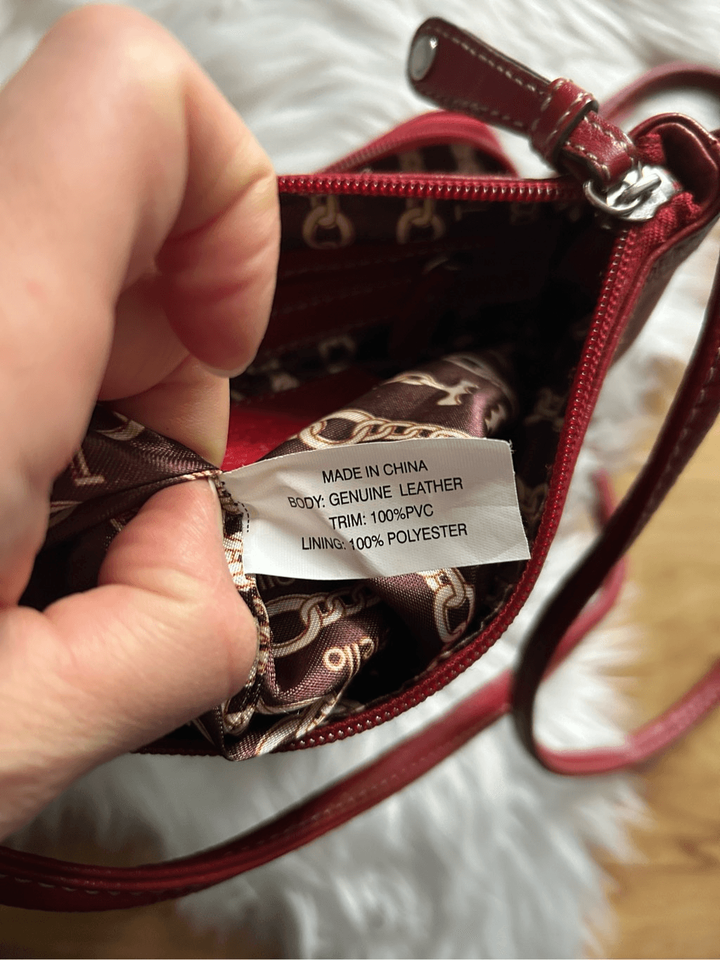 MADE IN CHINA
BODY: GENUINE LEATHER
TRIM: 100%PVC
LINING: 100% POLYESTER